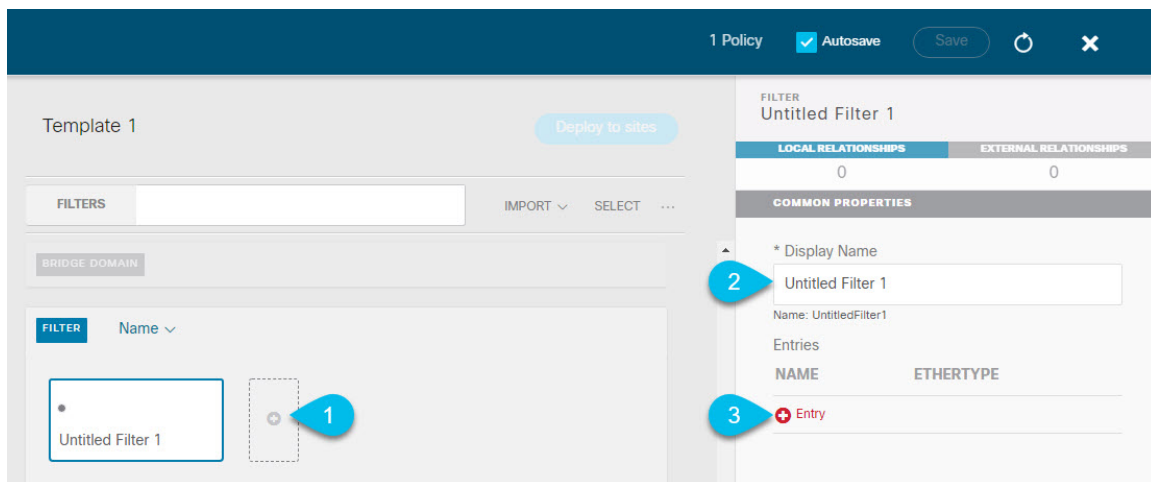 1 Policy Autosave Save
Template 1 Deploy to sites
FILTERS IMPORT SELECT ...
BRIDGE DOMAIN
FILTER Name
Untitled Filter 1
1
FILTER
Untitled Filter 1
LOCAL RELATIONSHIPS EXTERNAL RELATIONSHIPS
0 0
COMMON PROPERTIES
* Display Name
2 Untitled Filter 1
Name: UntitledFilter1
Entries
NAME ETHERTYPE
3 Entry